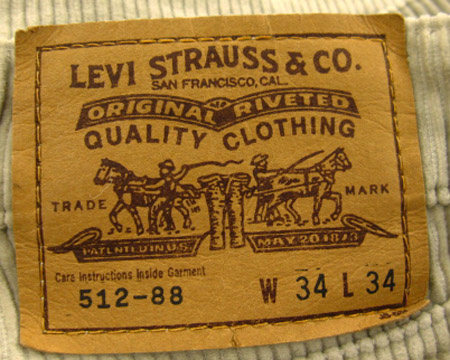 LEVI STRAUSS & CO.
SAN FRANCISCO, CAL.
ORIGINAL RIVETED
QUALITY CLOTHING
TRADE MARK
PATENTED IN U.S. MAY 20 1873
Care Instructions Inside Garment
512-88 W 34 L 34